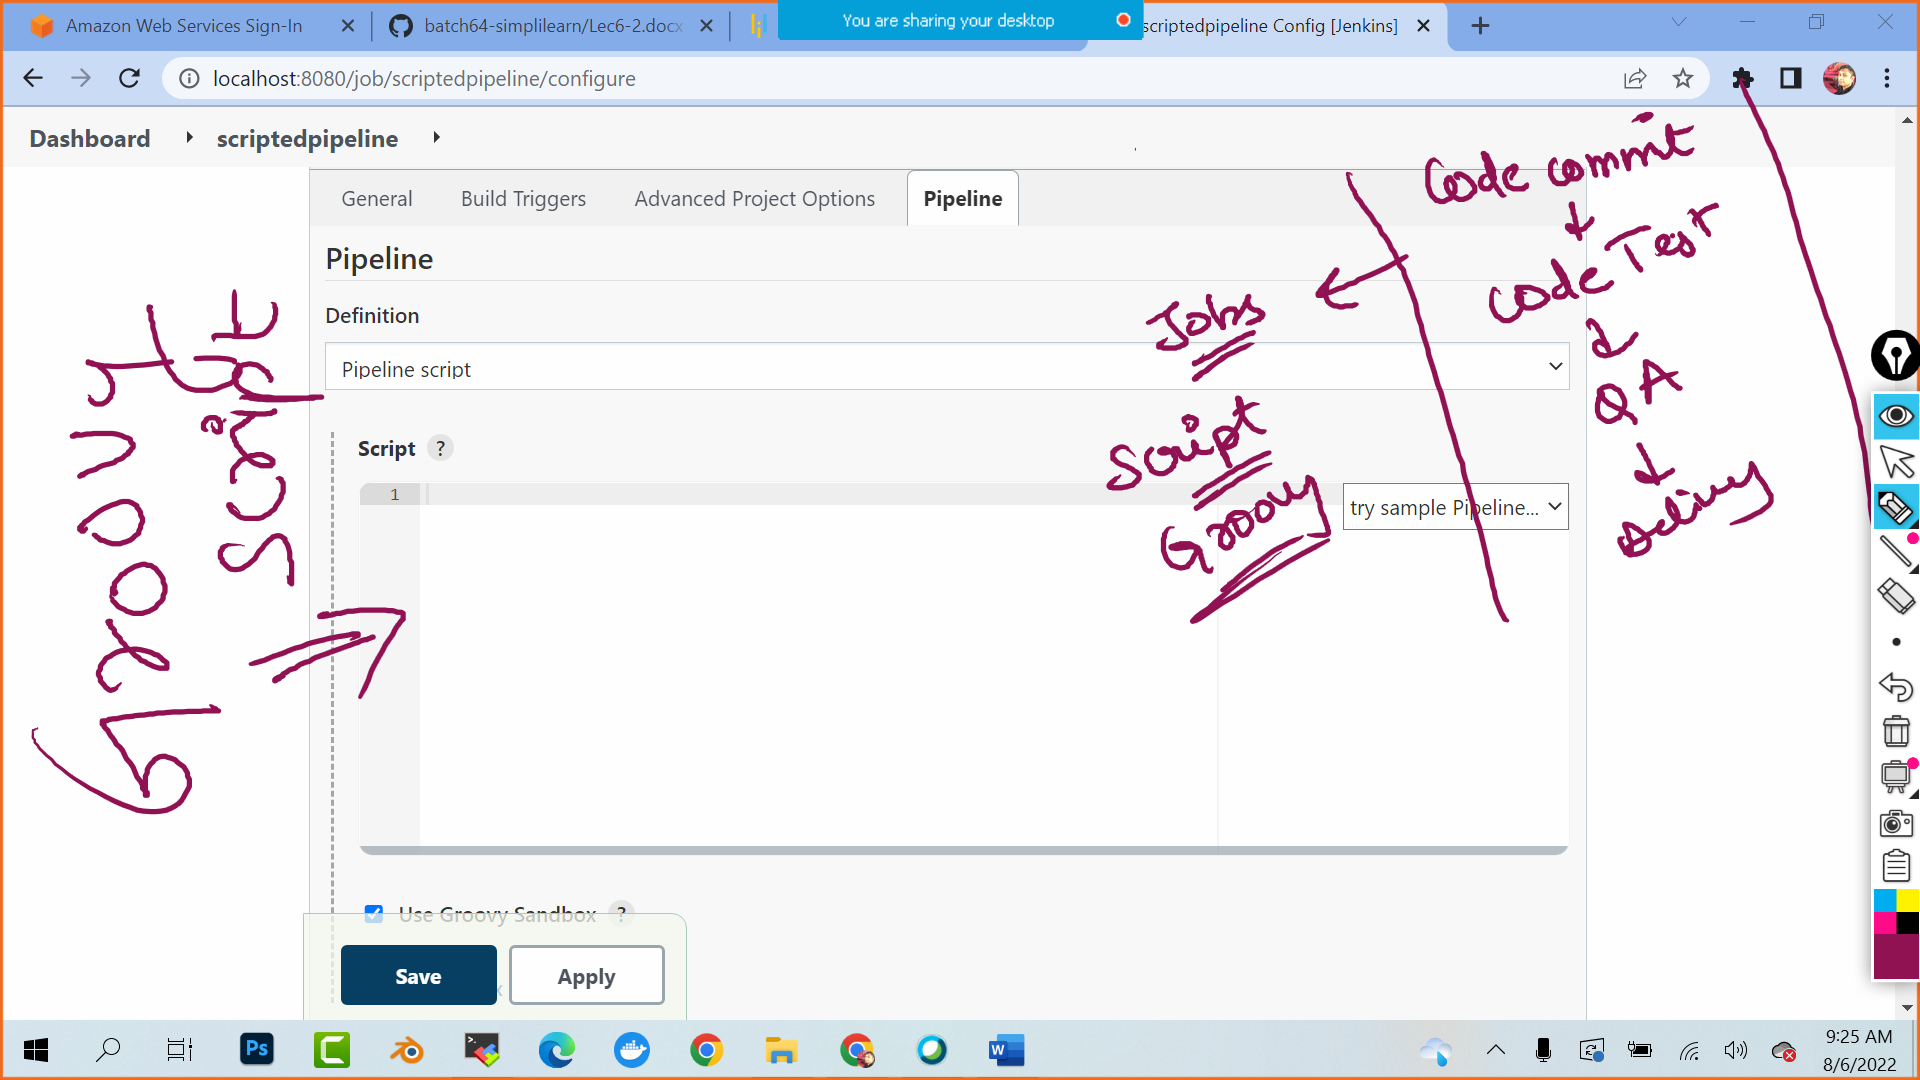 Amazon Web Services Sign-In
batch64-simplilearn/Lec6-2.docx
You are sharing your desktop
scriptedpipeline Config [Jenkins]
localhost:8080/job/scriptedpipeline/configure
Dashboard
scriptedpipeline
General
Build Triggers
Advanced Project Options
Pipeline
Code commit
Code Test
QA
Delivery
Pipeline
Definition
Jobs
Pipeline script
Script
Groovy
Script ?
1
try sample Pipeline...
Groovy
script
Use Groovy Sandbox ?
Save
Apply
Ps
C
W
9:25 AM
8/6/2022